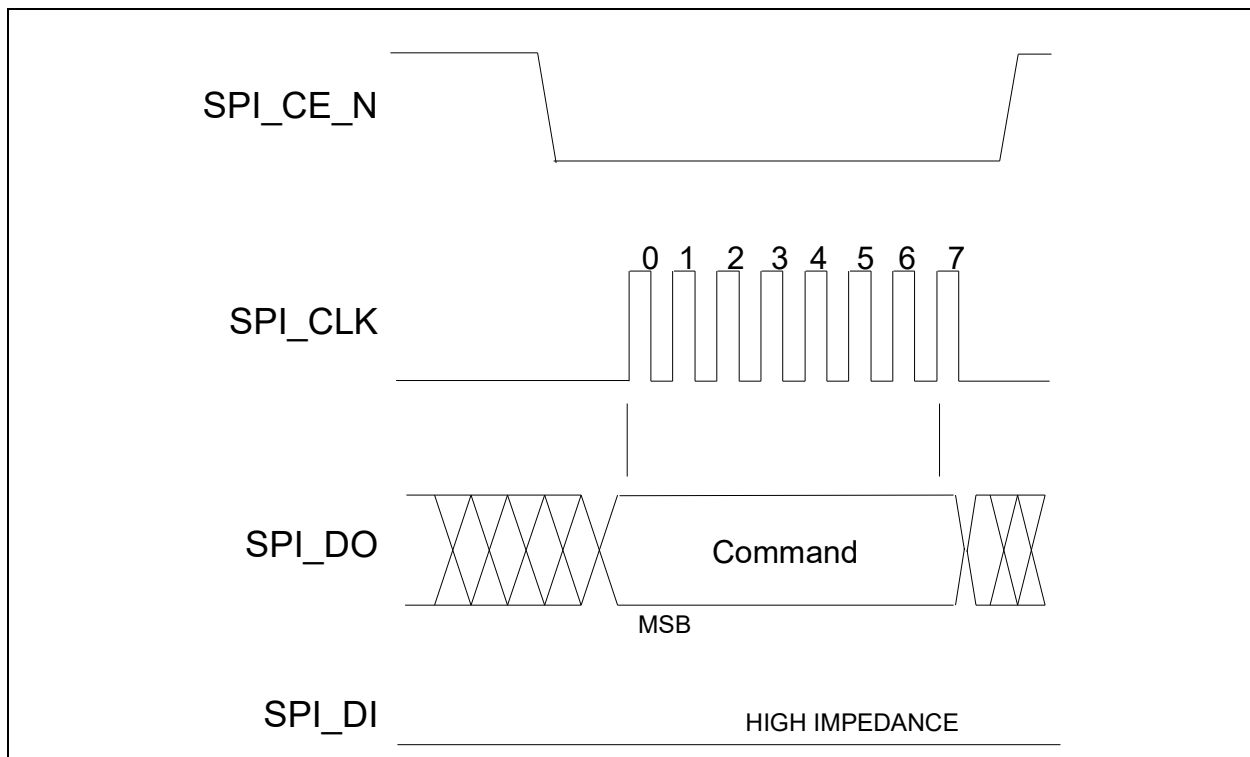 SPI_CE_N
0 1 2 3 4 5 6 7
SPI_CLK
SPI_DO
Command
MSB
SPI_DI
HIGH IMPEDANCE